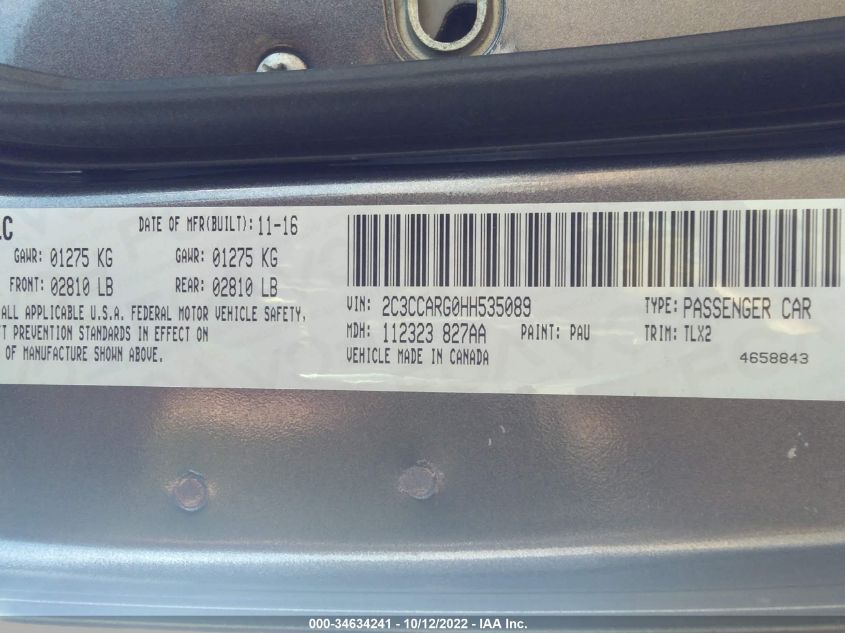 LC DATE OF MFR(BUILT): 11-16
GAWR: 01275 KG GAWR: 01275 KG
FRONT: 02810 LB REAR: 02810 LB
ALL APPLICABLE U.S.A. FEDERAL MOTOR VEHICLE SAFETY,
FT PREVENTION STANDARDS IN EFFECT ON
OF MANUFACTURE SHOWN ABOVE.
VIN: 2C3CCARG0HH535089 TYPE: PASSENGER CAR
MDH: 112323 827AA PAINT: PAU TRIM: TLX2
VEHICLE MADE IN CANADA 4658843
000-34634241 - 10/12/2022 - IAA Inc.